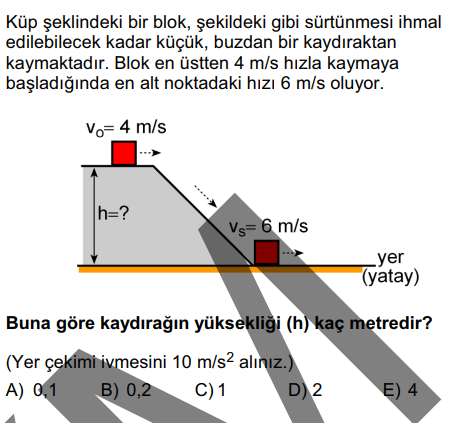 Küp şeklindeki bir blok, şekildeki gibi sürtünmesi ihmal
edilebilecek kadar küçük, buzdan bir kaydıraktan
kaymaktadır. Blok en üstten 4 m/s hızla kaymaya
başladığında en alt noktadaki hızı 6 m/s oluyor.
v₀= 4 m/s
h=?
vₛ= 6 m/s
yer
(yatay)
Buna göre kaydırağın yüksekliği (h) kaç metredir?
(Yer çekimi ivmesini 10 m/s² alınız.)
A) 0,1 B) 0,2 C) 1 D) 2 E) 4